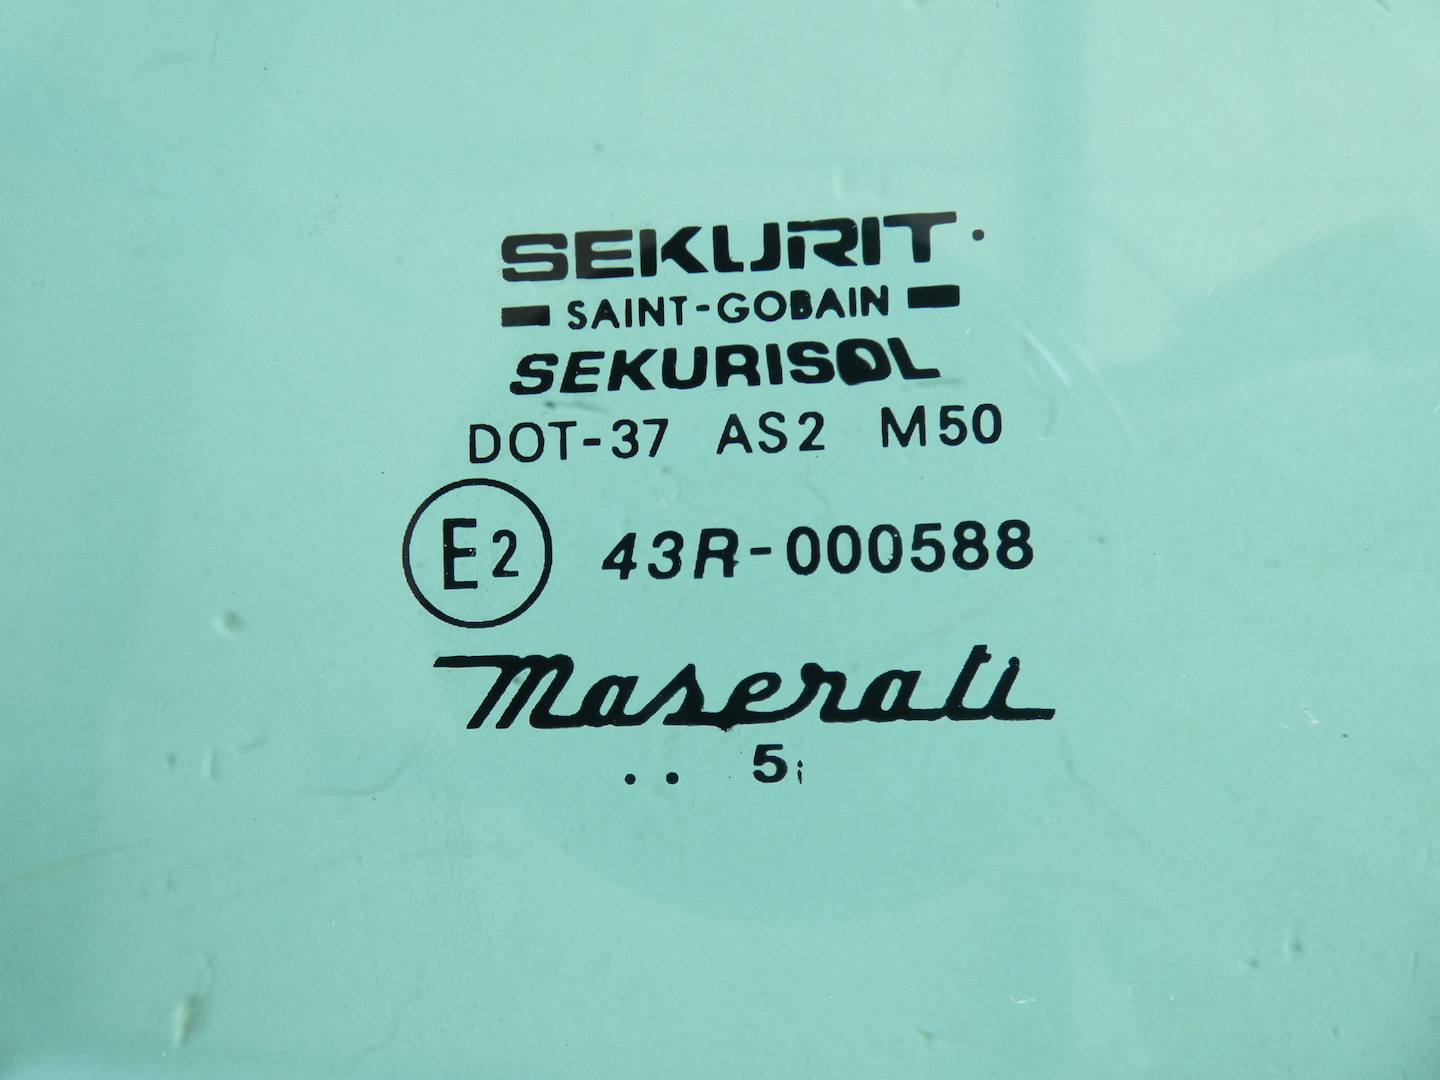 SEKURIT
SAINT-GOBAIN
SEKURISOL
DOT-37 AS2 M50
E2 43R-000588
Maserati
.. 5